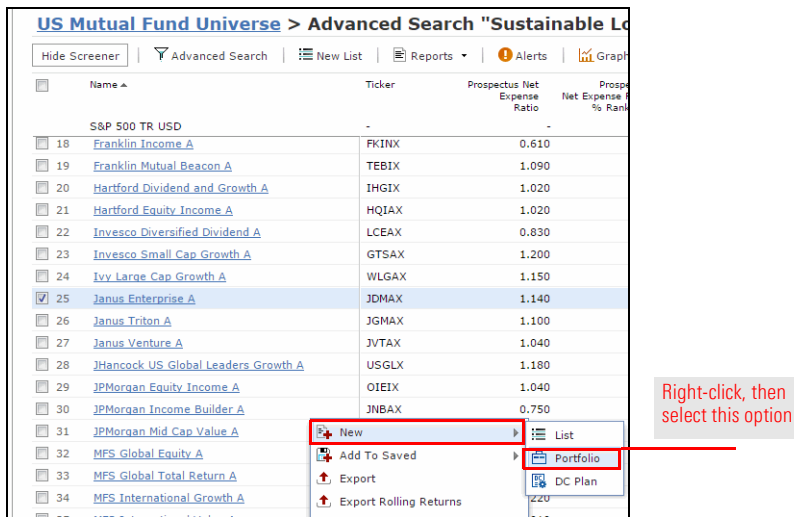 US Mutual Fund Universe > Advanced Search "Sustainable Lo
Hide Screener Advanced Search New List Reports Alerts Graph
Name Ticker Prospectus Net Expense Ratio Prospe Net Expense R % Rank
S&P 500 TR USD - -
18 Franklin Income A FKINX 0.610
19 Franklin Mutual Beacon A TEBIX 1.090
20 Hartford Dividend and Growth A IHGIX 1.020
21 Hartford Equity Income A HQIAX 1.020
22 Invesco Diversified Dividend A LCEAX 0.830
23 Invesco Small Cap Growth A GTSAX 1.200
24 Ivy Large Cap Growth A WLGAX 1.150
25 Janus Enterprise A JDMAX 1.140
26 Janus Triton A JGMAX 1.100
27 Janus Venture A JVTAX 1.040
28 JHancock US Global Leaders Growth A USGLX 1.180
29 JPMorgan Equity Income A OIEIX 1.040
30 JPMorgan Income Builder A JNBAX 0.750
31 JPMorgan Mid Cap Value A
32 MFS Global Equity A
33 MFS Global Total Return A
34 MFS International Growth A 220
New
Add To Saved
Export
Export Rolling Returns
List
Portfolio
DC Plan
Right-click, then
select this option